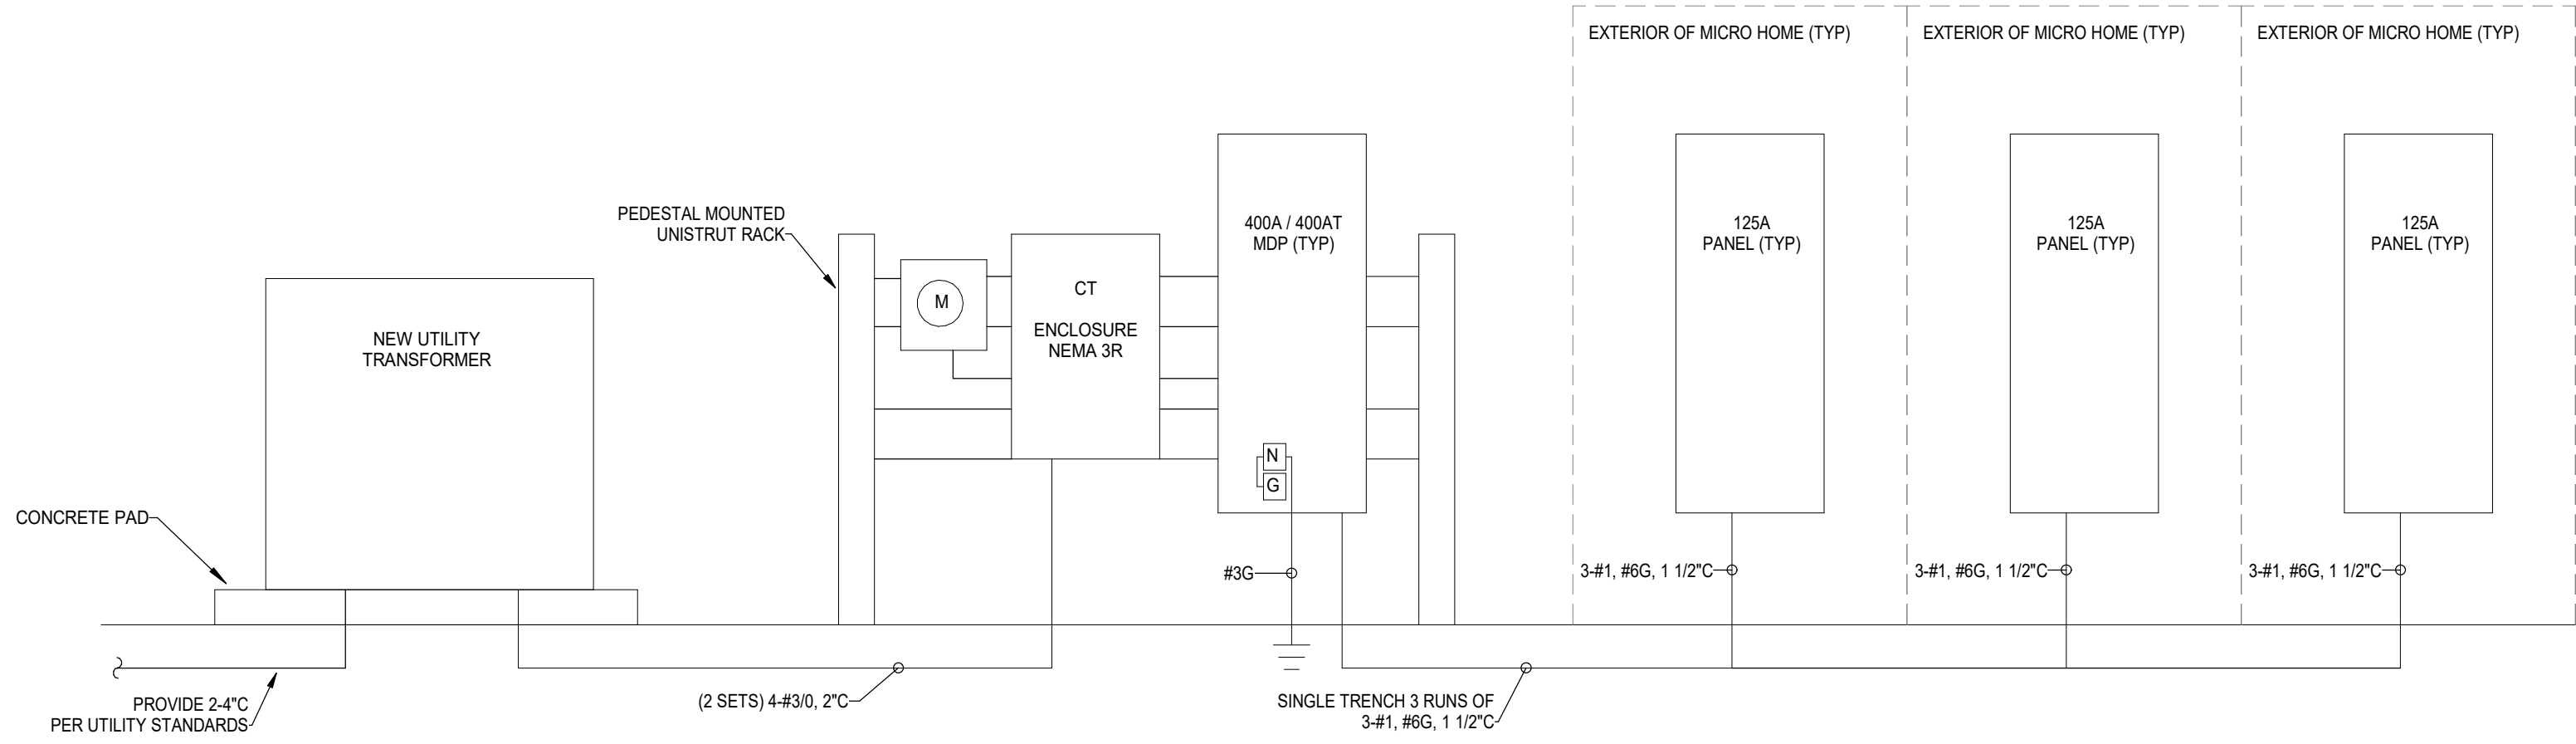 EXTERIOR OF MICRO HOME (TYP)
EXTERIOR OF MICRO HOME (TYP)
EXTERIOR OF MICRO HOME (TYP)
PEDESTAL MOUNTED
UNISTRUT RACK
400A / 400AT
MDP (TYP)
125A
PANEL (TYP)
125A
PANEL (TYP)
125A
PANEL (TYP)
M
CT
ENCLOSURE
NEMA 3R
NEW UTILITY
TRANSFORMER
N
G
CONCRETE PAD
#3G
3-#1, #6G, 1 1/2"C
3-#1, #6G, 1 1/2"C
3-#1, #6G, 1 1/2"C
PROVIDE 2-4"C
PER UTILITY STANDARDS
(2 SETS) 4-#3/0, 2"C
SINGLE TRENCH 3 RUNS OF
3-#1, #6G, 1 1/2"C